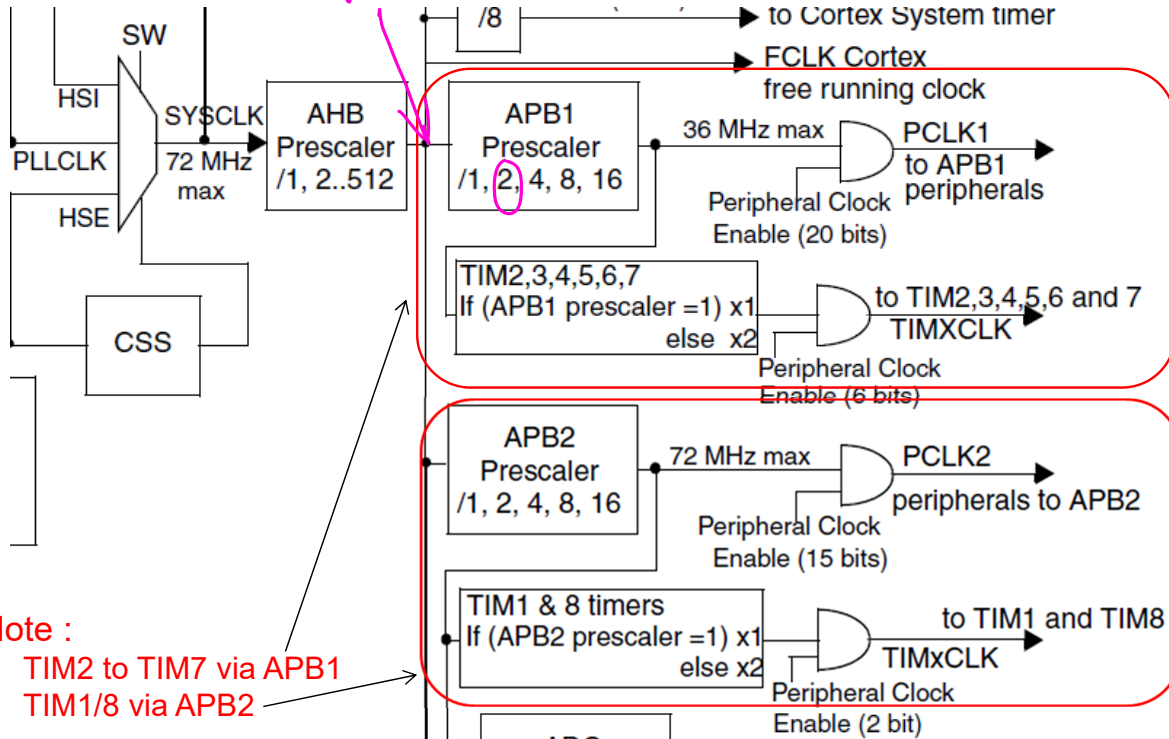 /8
to Cortex System timer
SW
FCLK Cortex
free running clock
HSI
SYSCLK
PLLCLK
72 MHz
max
HSE
AHB
Prescaler
/1, 2..512
APB1
Prescaler
/1, 2, 4, 8, 16
36 MHz max
PCLK1
to APB1
peripherals
Peripheral Clock
Enable (20 bits)
TIM2,3,4,5,6,7
If (APB1 prescaler =1) x1
else x2
to TIM2,3,4,5,6 and 7
TIMXCLK
Peripheral Clock
Enable (6 bits)
CSS
APB2
Prescaler
/1, 2, 4, 8, 16
72 MHz max
PCLK2
peripherals to APB2
Peripheral Clock
Enable (15 bits)
TIM1 & 8 timers
If (APB2 prescaler =1) x1
else x2
to TIM1 and TIM8
TIMxCLK
Peripheral Clock
Enable (2 bit)
lote :
TIM2 to TIM7 via APB1
TIM1/8 via APB2